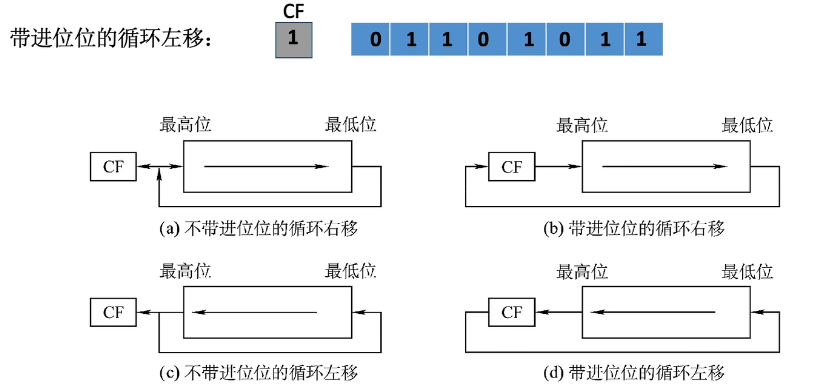 CF
带进位位的循环左移: 1 0 1 1 0 1 0 1 1
最高位 最低位 最高位 最低位
CF CF
(a) 不带进位位的循环右移 (b) 带进位位的循环右移
最高位 最低位 最高位 最低位
CF CF
(c) 不带进位位的循环左移 (d) 带进位位的循环左移